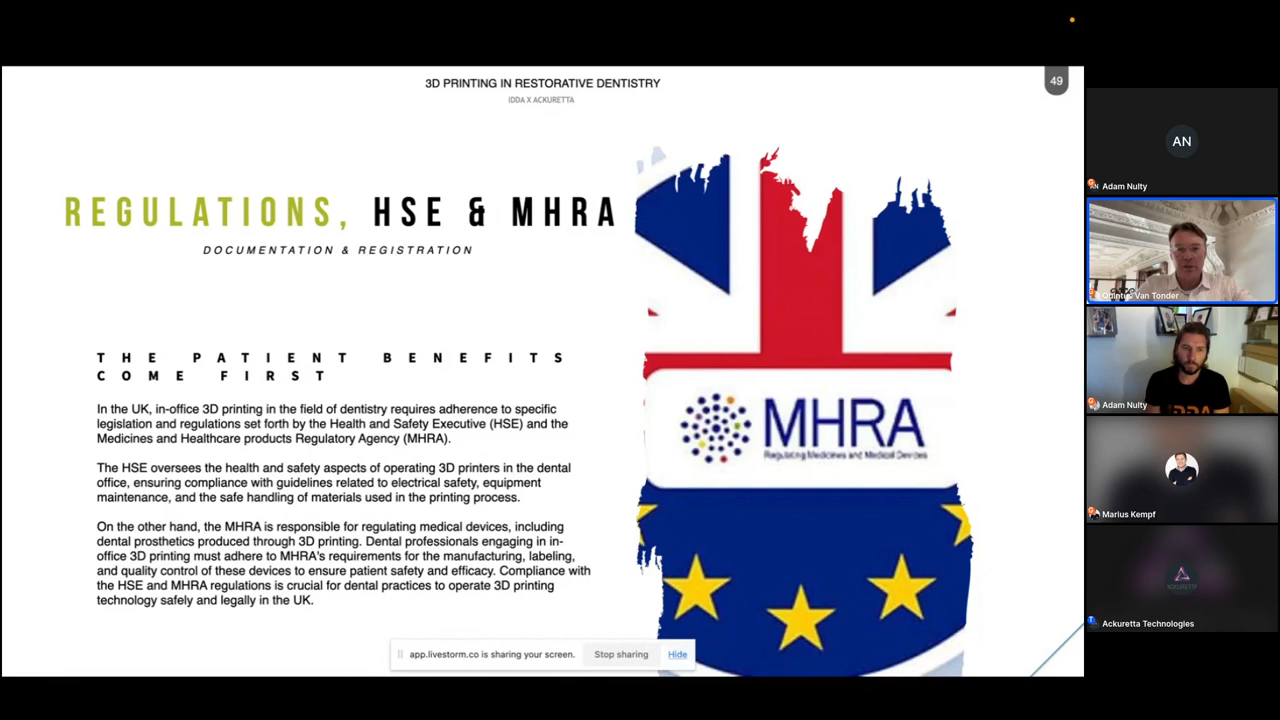 3D PRINTING IN RESTORATIVE DENTISTRY
IDDA X ACKURETTA
49
REGULATIONS, HSE & MHRA
DOCUMENTATION & REGISTRATION
THE PATIENT BENEFITS
COME FIRST
In the UK, in-office 3D printing in the field of dentistry requires adherence to specific
legislation and regulations set forth by the Health and Safety Executive (HSE) and the
Medicines and Healthcare products Regulatory Agency (MHRA).
The HSE oversees the health and safety aspects of operating 3D printers in the dental
office, ensuring compliance with guidelines related to electrical safety, equipment
maintenance, and the safe handling of materials used in the printing process.
On the other hand, the MHRA is responsible for regulating medical devices, including
dental prosthetics produced through 3D printing. Dental professionals engaging in in-
office 3D printing must adhere to MHRA's requirements for the manufacturing, labeling,
and quality control of these devices to ensure patient safety and efficacy. Compliance with
the HSE and MHRA regulations is crucial for dental practices to operate 3D printing
technology safely and legally in the UK.
MHRA
Regulating Medicines and Medical Devices
app.livestorm.co is sharing your screen.
Stop sharing
Hide
AN
Adam Nulty
Van Tonder
Adam Nulty
Marius Kempf
ACKURETTA
Ackuretta Technologies